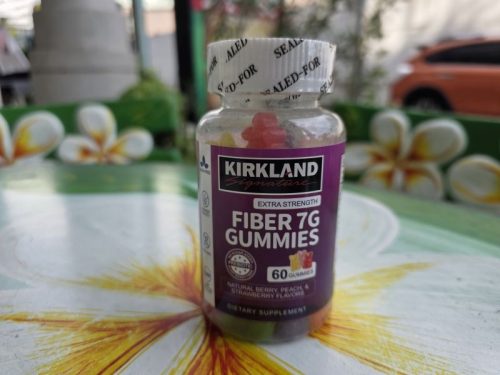 SEALED-FOR
SEALED-FOR
KIRKLAND
Signature
EXTRA STRENGTH
FIBER 7G
GUMMIES
60 GUMMIES
NATURAL BERRY, PEACH, &
STRAWBERRY FLAVORS
DIETARY SUPPLEMENT